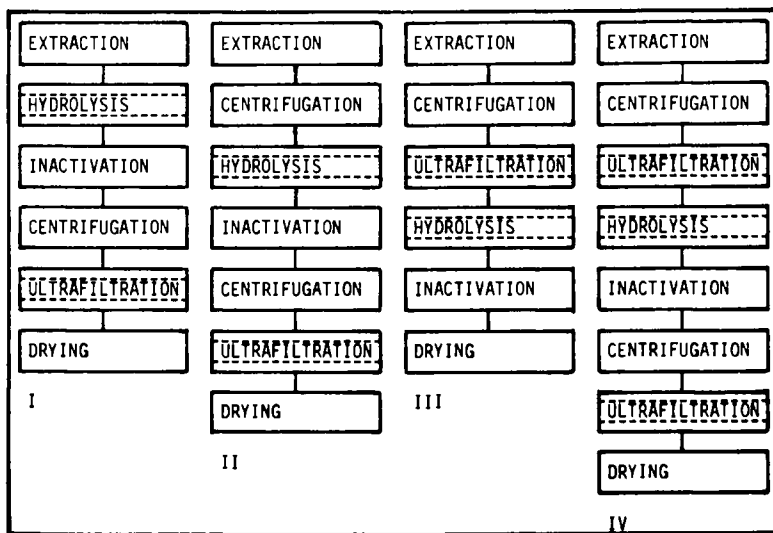 EXTRACTION
HYDROLYSIS
INACTIVATION
CENTRIFUGATION
ULTRAFILTRATION
DRYING
I
EXTRACTION
CENTRIFUGATION
HYDROLYSIS
INACTIVATION
CENTRIFUGATION
ULTRAFILTRATION
DRYING
II
EXTRACTION
CENTRIFUGATION
ULTRAFILTRATION
HYDROLYSIS
INACTIVATION
DRYING
III
EXTRACTION
CENTRIFUGATION
ULTRAFILTRATION
HYDROLYSIS
INACTIVATION
CENTRIFUGATION
ULTRAFILTRATION
DRYING
IV